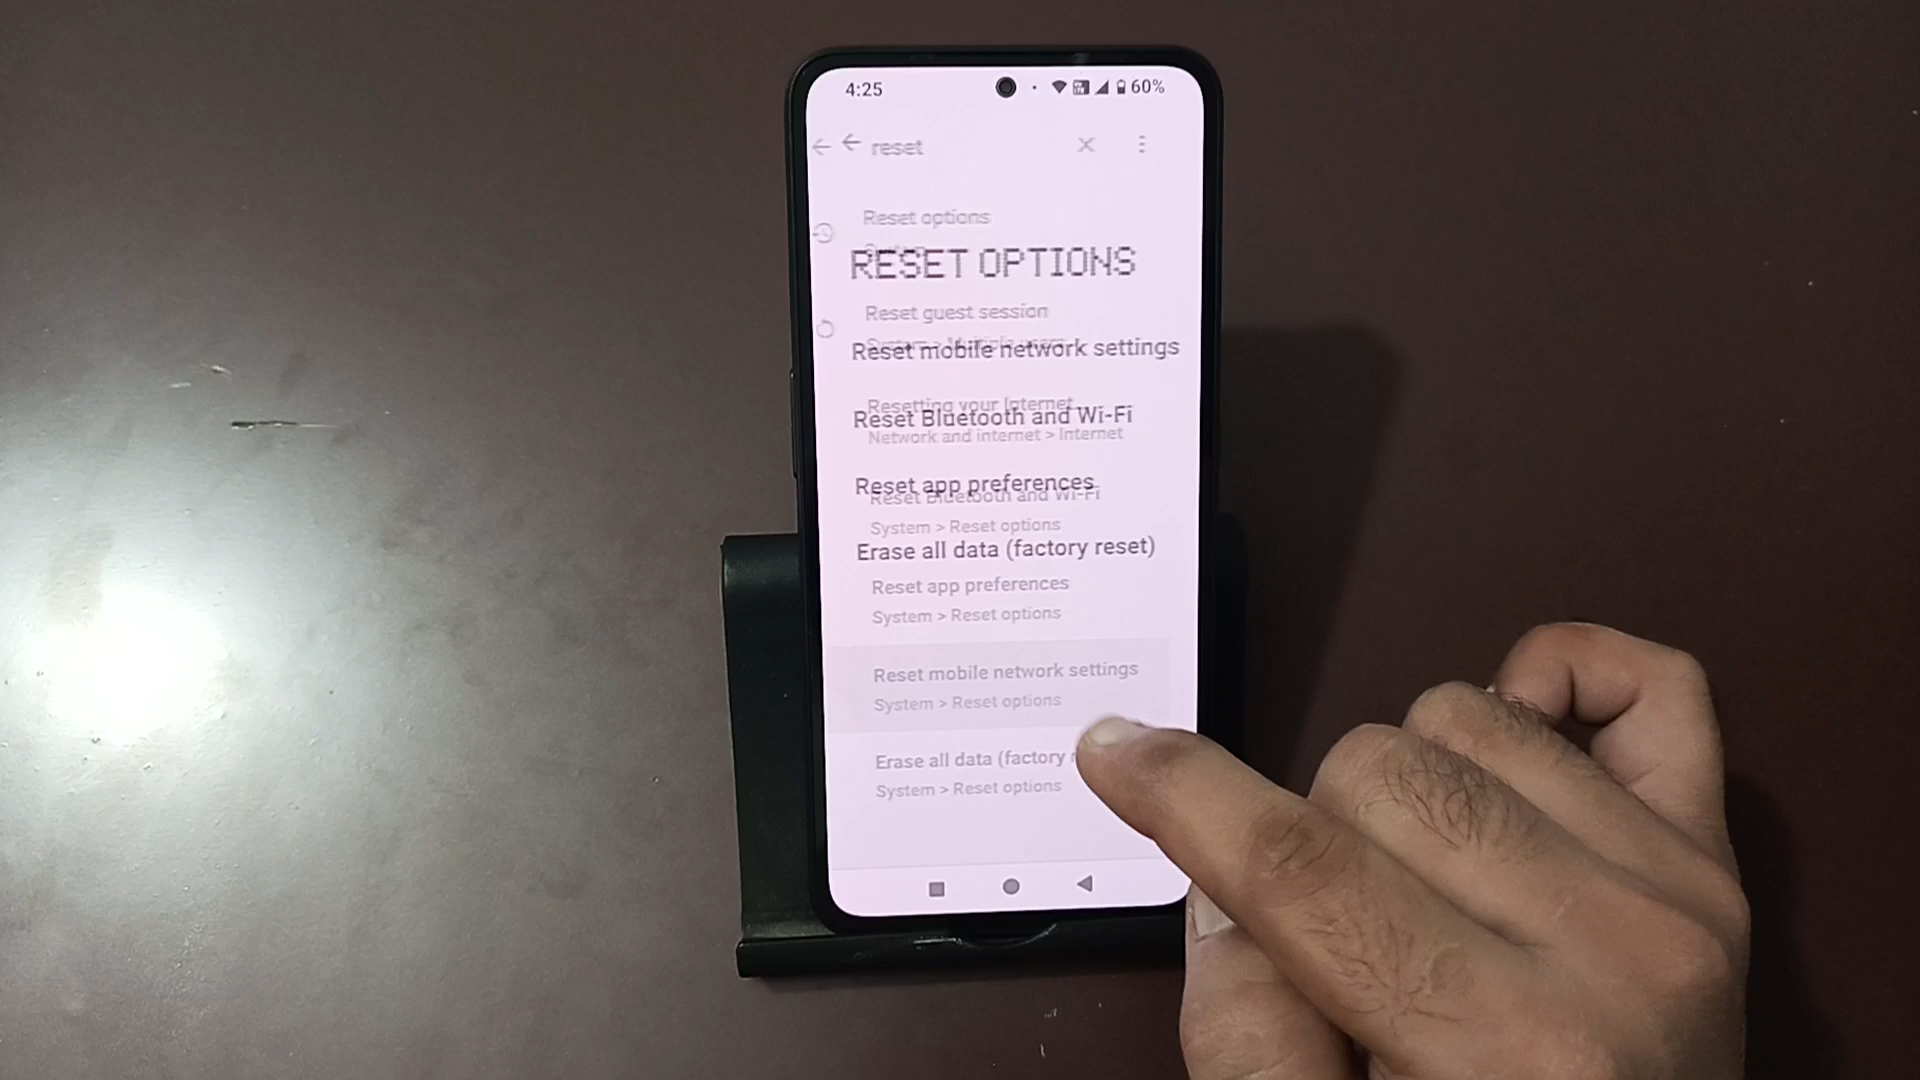 4:25
60%
reset
Reset options
RESET OPTIONS
Reset guest session
Reset mobile network settings
Resetting your Internet
Reset Bluetooth and Wi-Fi
Network and internet > Internet
Reset app preferences
Reset Bluetooth and Wi-Fi
System > Reset options
Erase all data (factory reset)
Reset app preferences
System > Reset options
Reset mobile network settings
System > Reset options
Erase all data (factory
System > Reset options